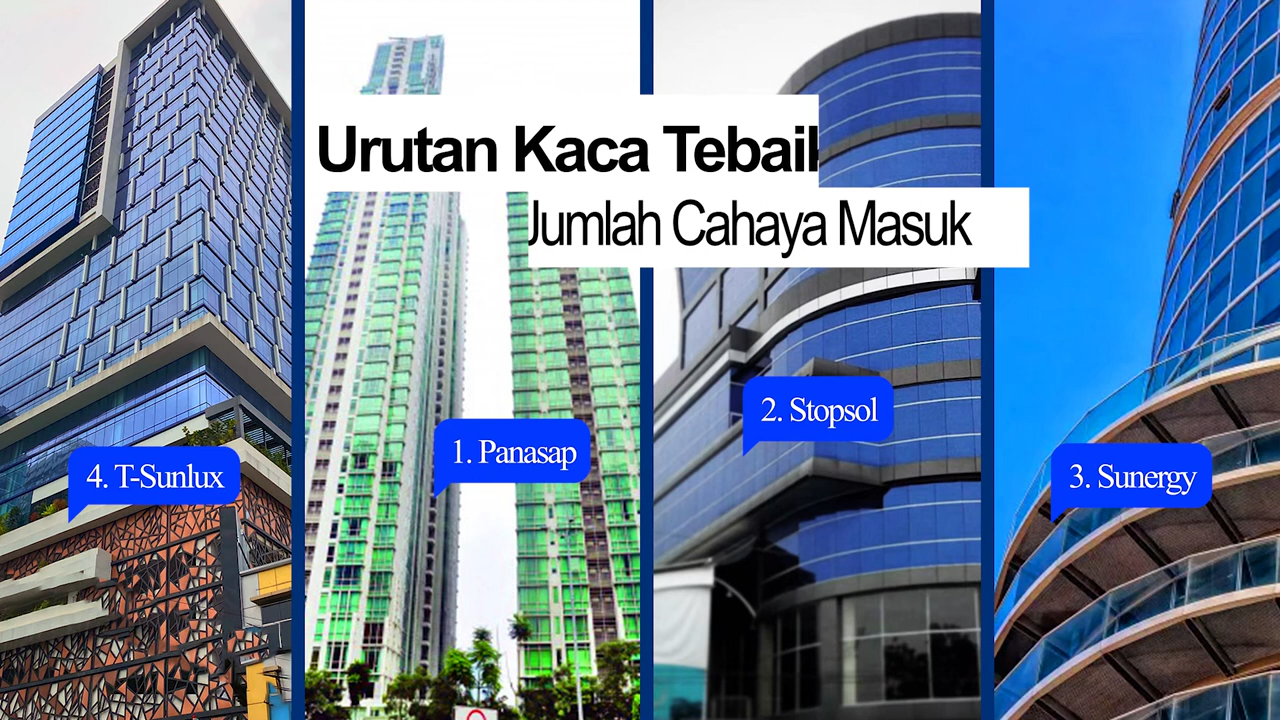 Urutan Kaca Tebaik
Jumlah Cahaya Masuk
4. T-Sunlux
1. Panasap
2. Stopsol
3. Sunergy